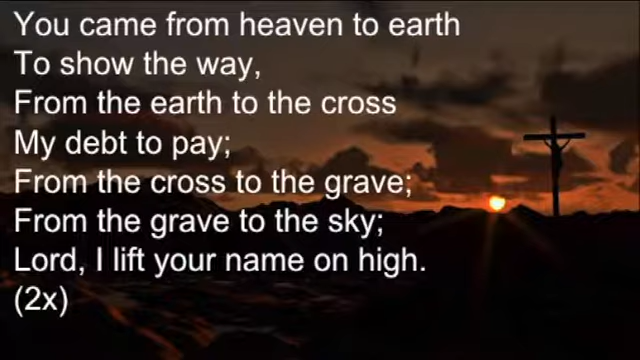 You came from heaven to earth
To show the way,
From the earth to the cross
My debt to pay;
From the cross to the grave;
From the grave to the sky;
Lord, I lift your name on high.
(2x)